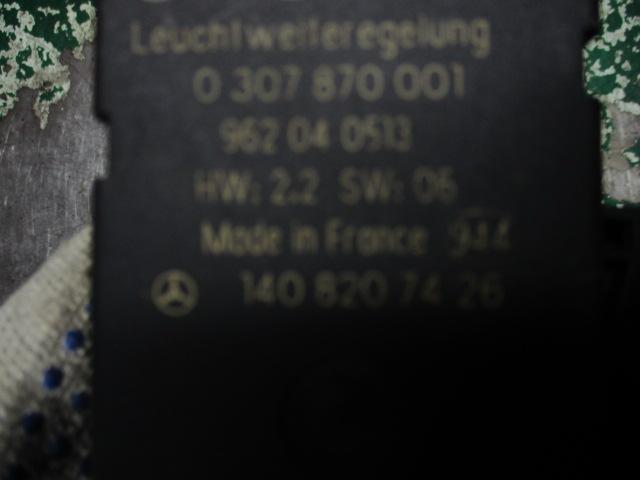 Leuchtweiteregelung
0 307 870 001
962 04 0513
HW: 2.2 SW: 06
Made in France 944
140 820 74 26